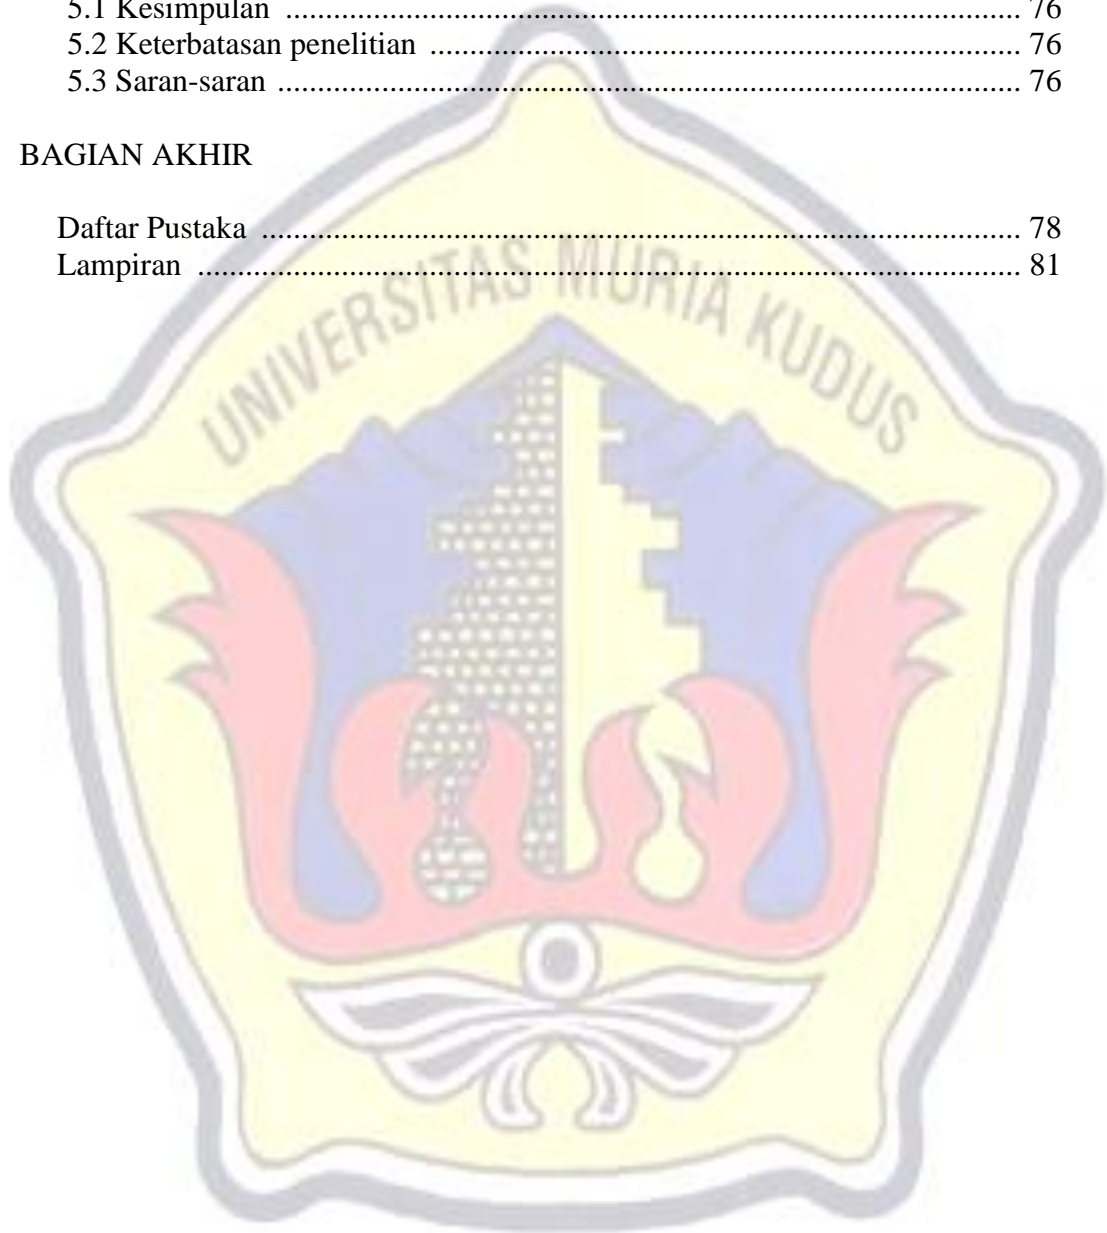 5.1 Kesimpulan ........................................................................................... 76
5.2 Keterbatasan penelitian ......................................................................... 76
5.3 Saran-saran ............................................................................................ 76
BAGIAN AKHIR
Daftar Pustaka .............................................................................................. 78
Lampiran ...................................................................................................... 81
UNIVERSITAS MURIA KUDUS